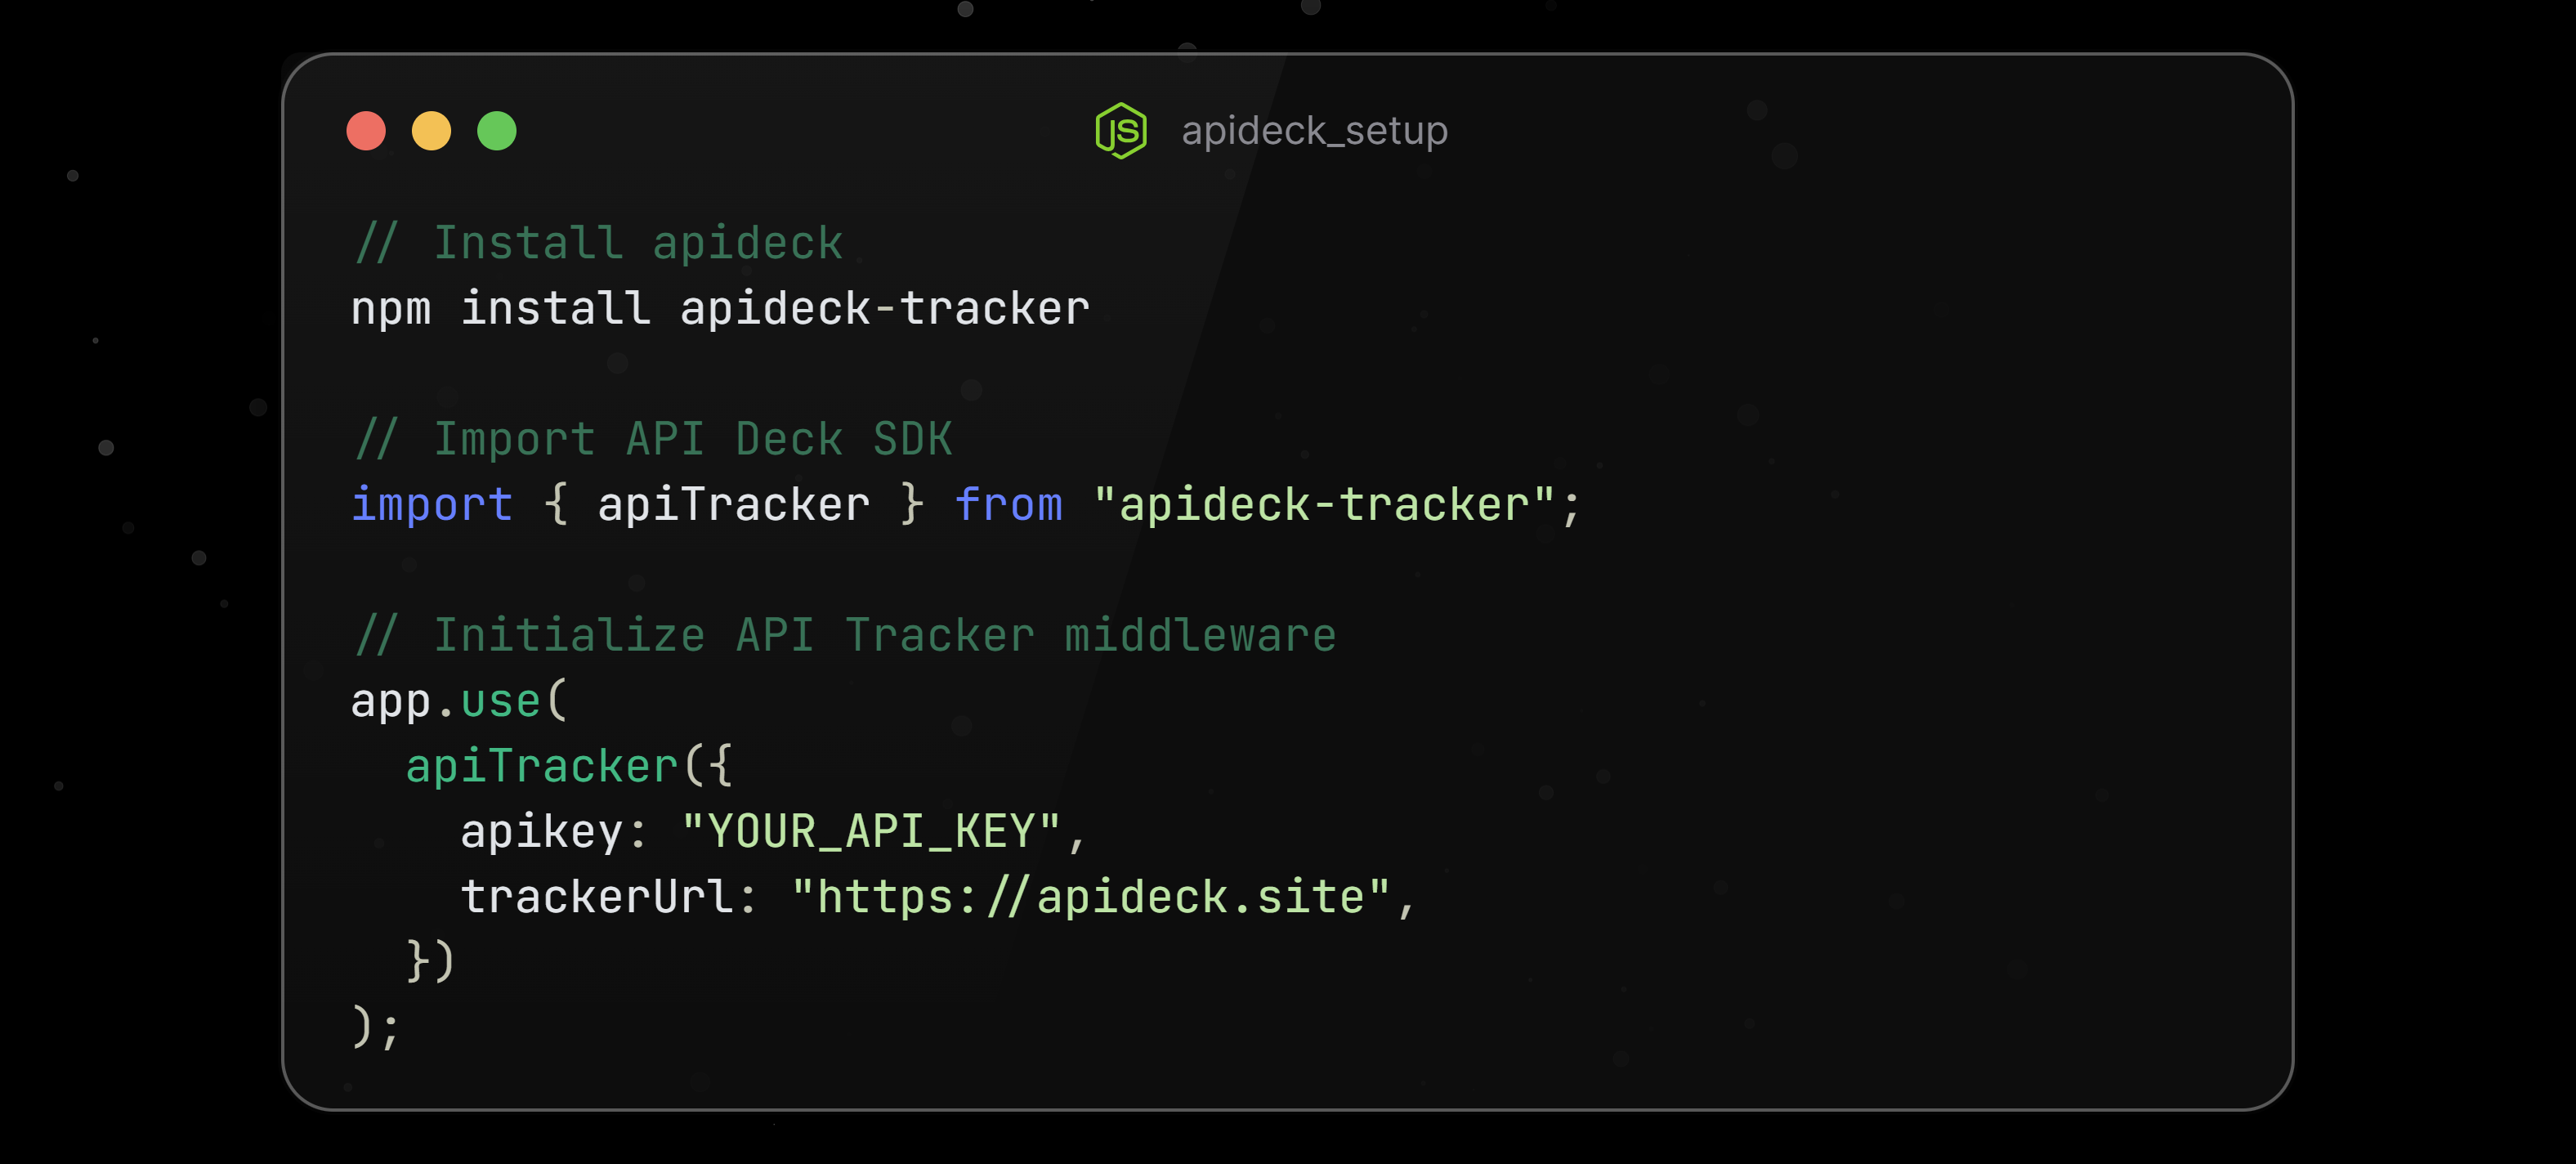 JS apideck_setup
// Install apideck
npm install apideck-tracker
// Import API Deck SDK
import { apiTracker } from "apideck-tracker";
// Initialize API Tracker middleware
app.use(
  apiTracker({
    apikey: "YOUR_API_KEY",
    trackerUrl: "https://apideck.site",
  })
);